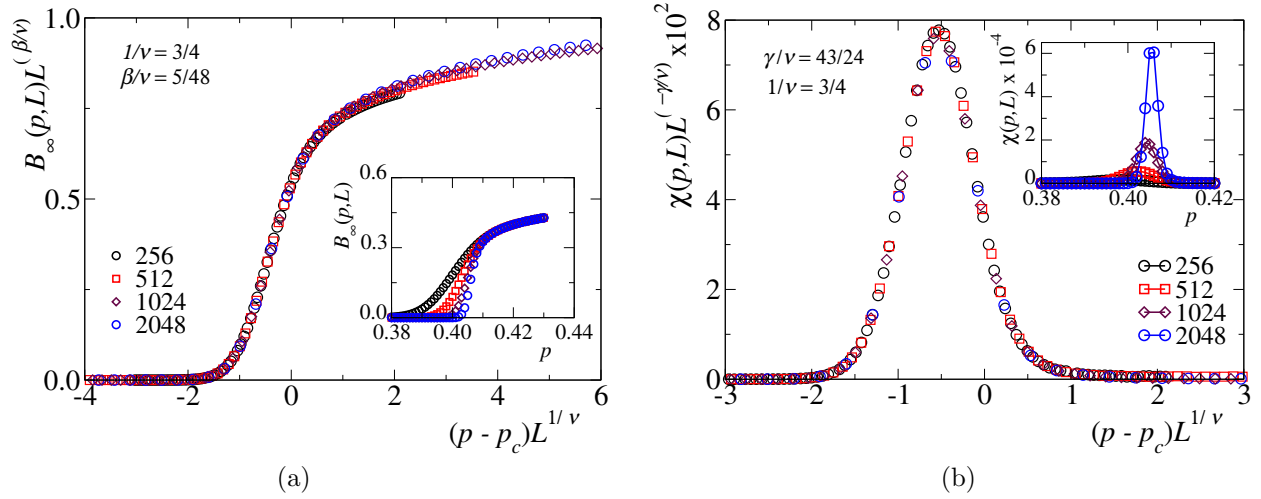 1/ν = 3/4
β/ν = 5/48
B∞(p,L)L^(β/ν)
1.0
0.5
0.0
256
512
1024
2048
B∞(p,L)
0.6
0.3
0.0
0.38 0.40 0.42 0.44
p
-4 -2 0 2 4 6
(p - p_c)L^1/ν
(a)
γ/ν = 43/24
1/ν = 3/4
χ(p,L)L^(-γ/ν) x10^2
8
6
4
2
0
χ(p,L) x 10^-4
6
4
2
0
0.38 0.40 0.42
p
256
512
1024
2048
-3 -2 -1 0 1 2 3
(p - p_c)L^1/ν
(b)